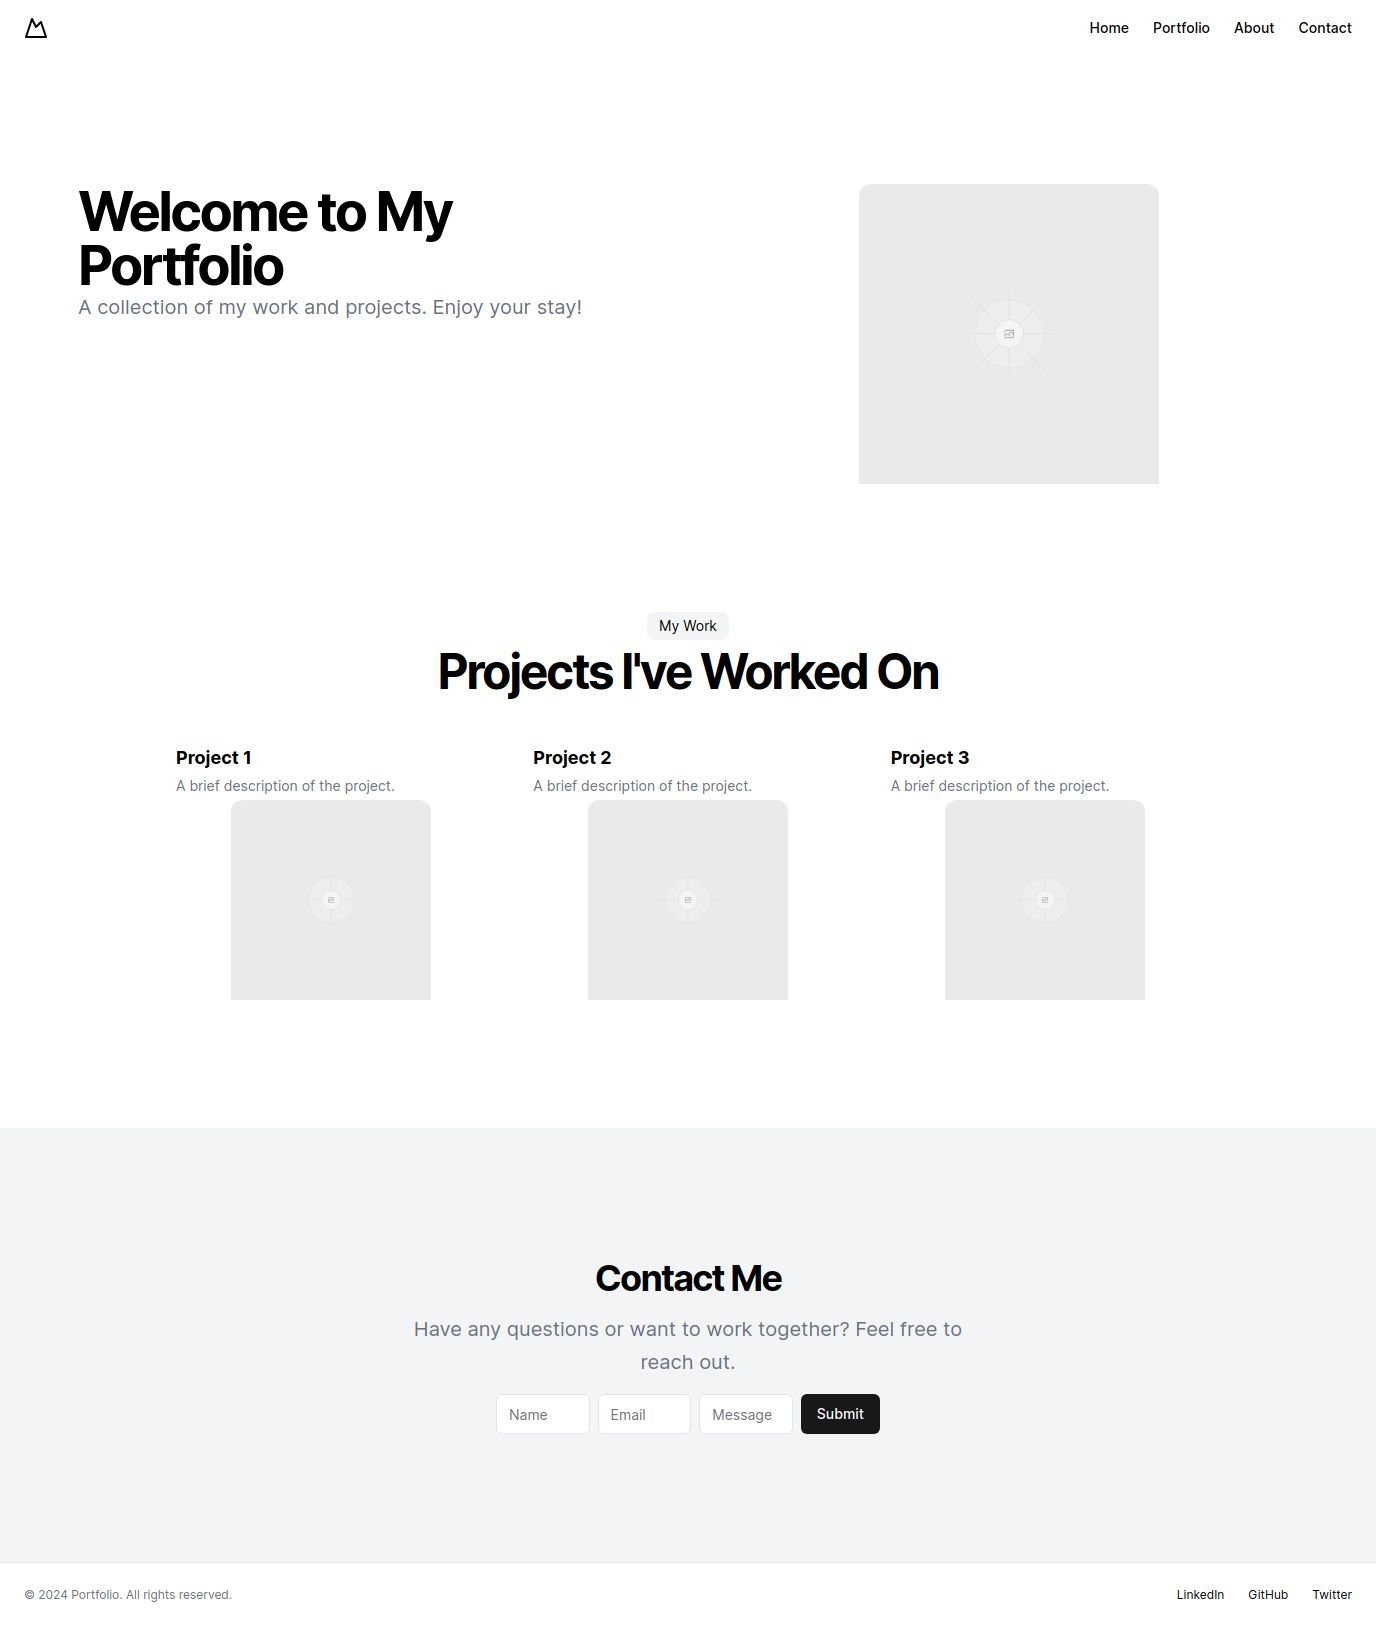 Home Portfolio About Contact
Welcome to My
Portfolio
A collection of my work and projects. Enjoy your stay!
My Work
Projects I've Worked On
Project 1
A brief description of the project.
Project 2
A brief description of the project.
Project 3
A brief description of the project.
Contact Me
Have any questions or want to work together? Feel free to
reach out.
Name Email Message Submit
© 2024 Portfolio. All rights reserved.
LinkedIn GitHub Twitter